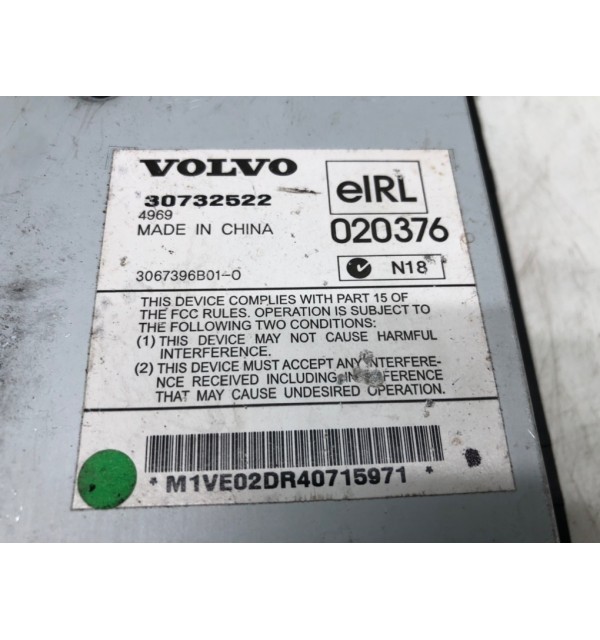 VOLVO
30732522
4969
MADE IN CHINA
3067396B01-0
eIRL
020376
N18
THIS DEVICE COMPLIES WITH PART 15 OF
THE FCC RULES. OPERATION IS SUBJECT TO
THE FOLLOWING TWO CONDITIONS:
(1) THIS DEVICE MAY NOT CAUSE HARMFUL
INTERFERENCE.
(2) THIS DEVICE MUST ACCEPT ANY INTERFERE-
NCE RECEIVED INCLUDING INTERFERENCE
THAT MAY CAUSE UNDESIRED OPERATION.
* M1VE02DR40715971 *